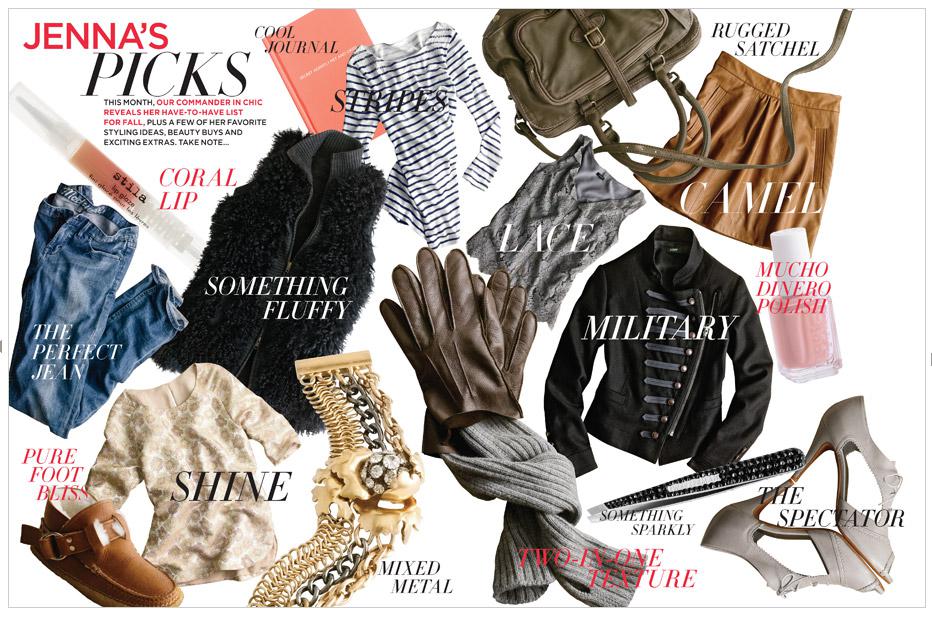 JENNA'S
PICKS
THIS MONTH, OUR COMMANDER IN CHIC
REVEALS HER HAVE-TO-HAVE LIST
FOR FALL, PLUS A FEW OF HER FAVORITE
STYLING IDEAS, BEAUTY BUYS AND
EXCITING EXTRAS. TAKE NOTE...
COOL
JOURNAL
STRIPES
RUGGED
SATCHEL
stila
lip glaze
CORAL
LIP
CAMEL
LACE
SOMETHING
FLUFFY
MUCHO
DINERO
POLISH
MILITARY
THE
PERFECT
JEAN
PURE
FOOT
BLISS
SHINE
THE
SPECTATOR
SOMETHING
SPARKLY
MIXED
METAL
TWO-IN-ONE
TEXTURE